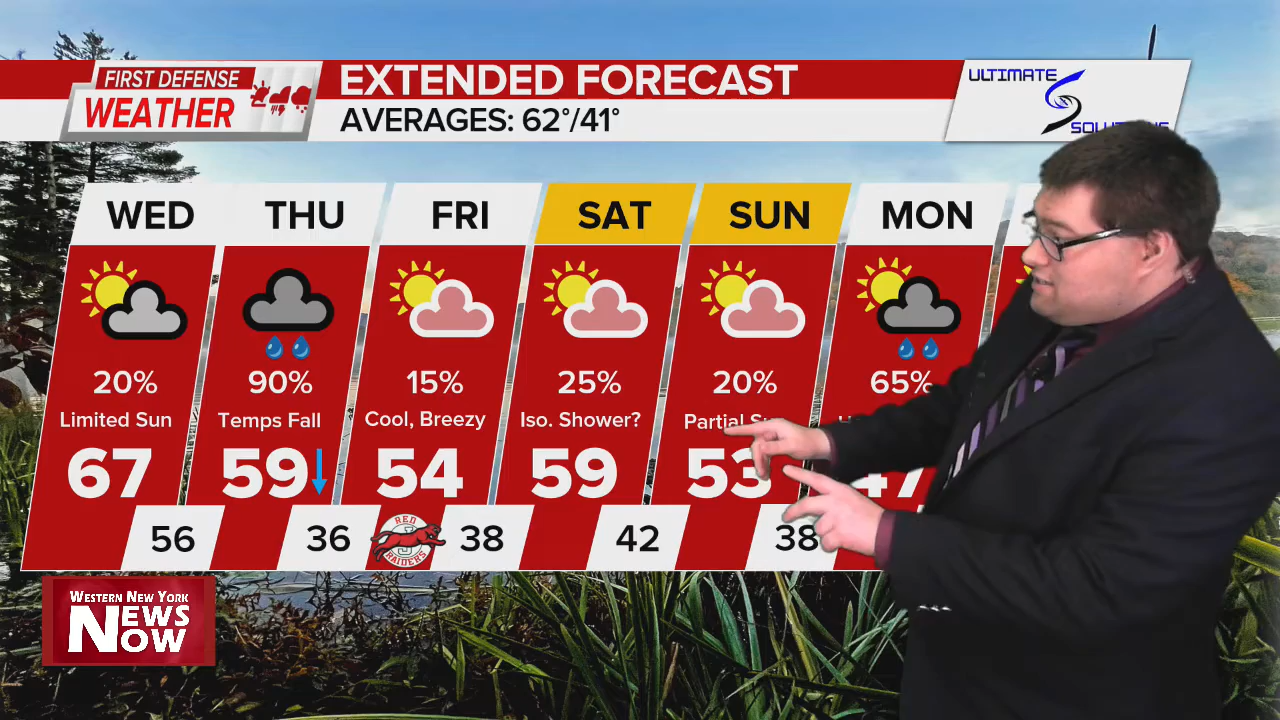 FIRST DEFENSE
WEATHER
EXTENDED FORECAST
AVERAGES: 62°/41°
ULTIMATE
S
WED
THU
FRI
SAT
SUN
MON
20%
90%
15%
25%
20%
65%
Limited Sun
Temps Fall
Cool, Breezy
Iso. Shower?
Partial
67
59
54
59
53
56
36
38
42
38
RED
J
RAIDERS
WESTERN NEW YORK
NEWS
NOW